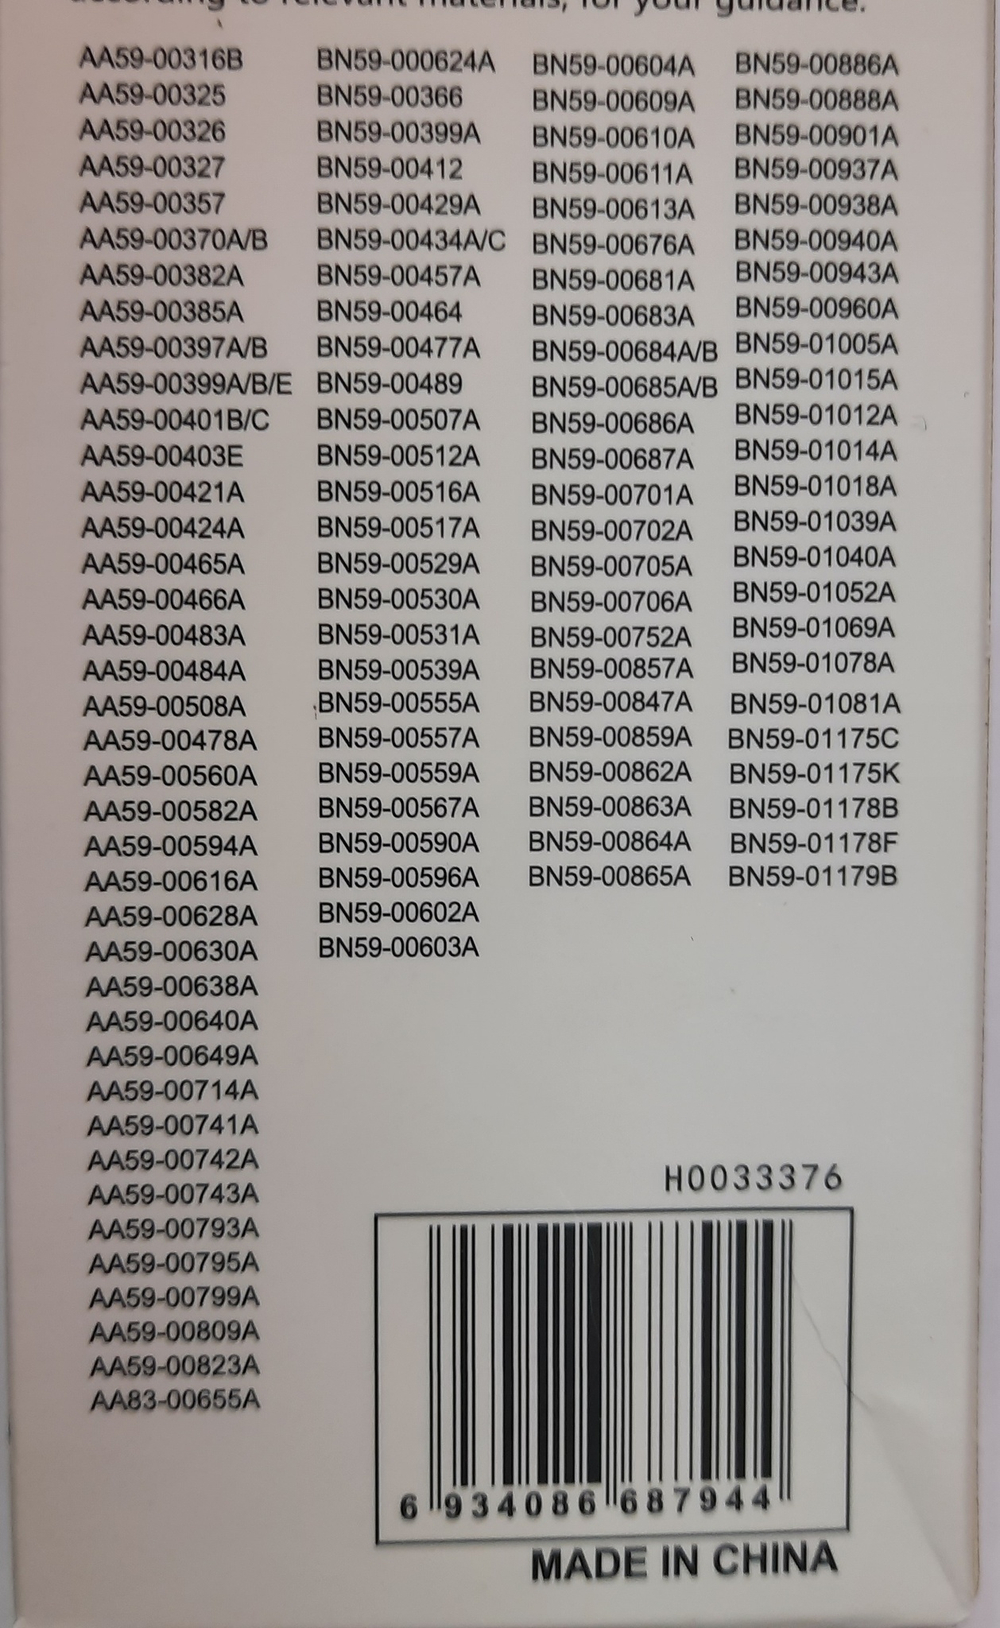 according to relevant materials, for your guidance.
AA59-00316B
AA59-00325
AA59-00326
AA59-00327
AA59-00357
AA59-00370A/B
AA59-00382A
AA59-00385A
AA59-00397A/B
AA59-00399A/B/E
AA59-00401B/C
AA59-00403E
AA59-00421A
AA59-00424A
AA59-00465A
AA59-00466A
AA59-00483A
AA59-00484A
AA59-00508A
AA59-00478A
AA59-00560A
AA59-00582A
AA59-00594A
AA59-00616A
AA59-00628A
AA59-00630A
AA59-00638A
AA59-00640A
AA59-00649A
AA59-00714A
AA59-00741A
AA59-00742A
AA59-00743A
AA59-00793A
AA59-00795A
AA59-00799A
AA59-00809A
AA59-00823A
AA83-00655A
BN59-000624A
BN59-00366
BN59-00399A
BN59-00412
BN59-00429A
BN59-00434A/C
BN59-00457A
BN59-00464
BN59-00477A
BN59-00489
BN59-00507A
BN59-00512A
BN59-00516A
BN59-00517A
BN59-00529A
BN59-00530A
BN59-00531A
BN59-00539A
BN59-00555A
BN59-00557A
BN59-00559A
BN59-00567A
BN59-00590A
BN59-00596A
BN59-00602A
BN59-00603A
BN59-00604A
BN59-00609A
BN59-00610A
BN59-00611A
BN59-00613A
BN59-00676A
BN59-00681A
BN59-00683A
BN59-00684A/B
BN59-00685A/B
BN59-00686A
BN59-00687A
BN59-00701A
BN59-00702A
BN59-00705A
BN59-00706A
BN59-00752A
BN59-00857A
BN59-00847A
BN59-00859A
BN59-00862A
BN59-00863A
BN59-00864A
BN59-00865A
BN59-00886A
BN59-00888A
BN59-00901A
BN59-00937A
BN59-00938A
BN59-00940A
BN59-00943A
BN59-00960A
BN59-01005A
BN59-01015A
BN59-01012A
BN59-01014A
BN59-01018A
BN59-01039A
BN59-01040A
BN59-01052A
BN59-01069A
BN59-01078A
BN59-01081A
BN59-01175C
BN59-01175K
BN59-01178B
BN59-01178F
BN59-01179B
H0033376
6 934086 687944
MADE IN CHINA